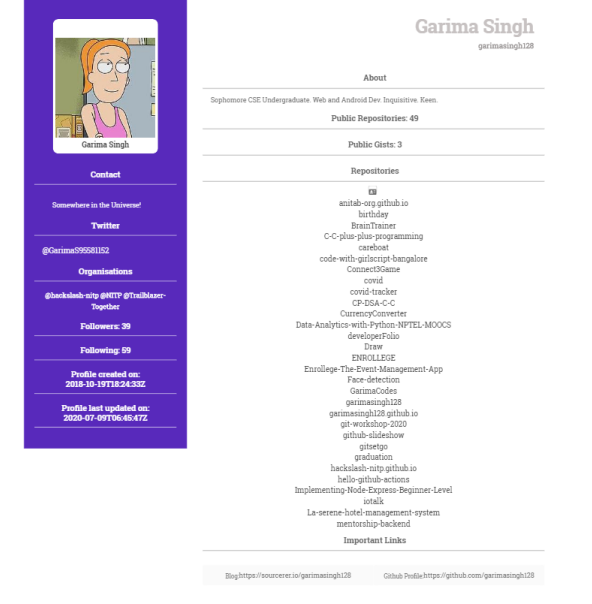 Garima Singh
Contact
Somewhere in the Universe!
Twitter
@GarimaS95581152
Organisations
@hackslash-nitp @NITP @Trailblazer-
Together
Followers: 39
Following: 59
Profile created on:
2018-10-19T18:24:33Z
Profile last updated on:
2020-07-09T06:45:47Z
Garima Singh
garimasingh128
About
Sophomore CSE Undergraduate. Web and Android Dev. Inquisitive. Keen.
Public Repositories: 49
Public Gists: 3
Repositories
anitab-org.github.io
birthday
BrainTrainer
C-C-plus-plus-programming
careboat
code-with-girlscript-bangalore
Connect3Game
covid
covid-tracker
CP-DSA-C-C
CurrencyConverter
Data-Analytics-with-Python-NPTEL-MOOCS
developerFolio
Draw
ENROLLEGE
Enrollege-The-Event-Management-App
Face-detection
GarimaCodes
garimasingh128
garimasingh128.github.io
git-workshop-2020
github-slideshow
gitsetgo
graduation
hackslash-nitp.github.io
hello-github-actions
Implementing-Node-Express-Beginner-Level
iotalk
La-serene-hotel-management-system
mentorship-backend
Important Links
Blog:https://sourcerer.io/garimasingh128 Github Profile:https://github.com/garimasingh128